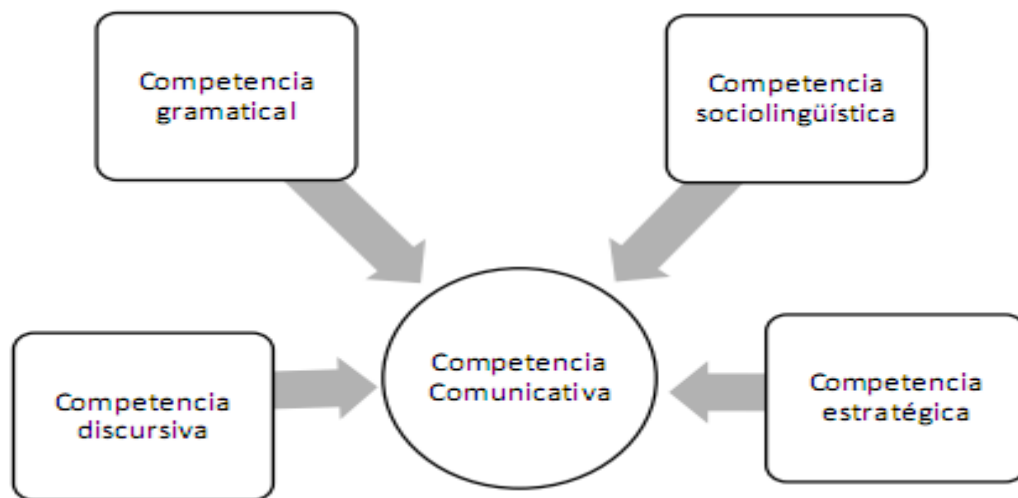 Competencia
gramatical
Competencia
sociolingüística
Competencia
discursiva
Competencia
Comunicativa
Competencia
estratégica